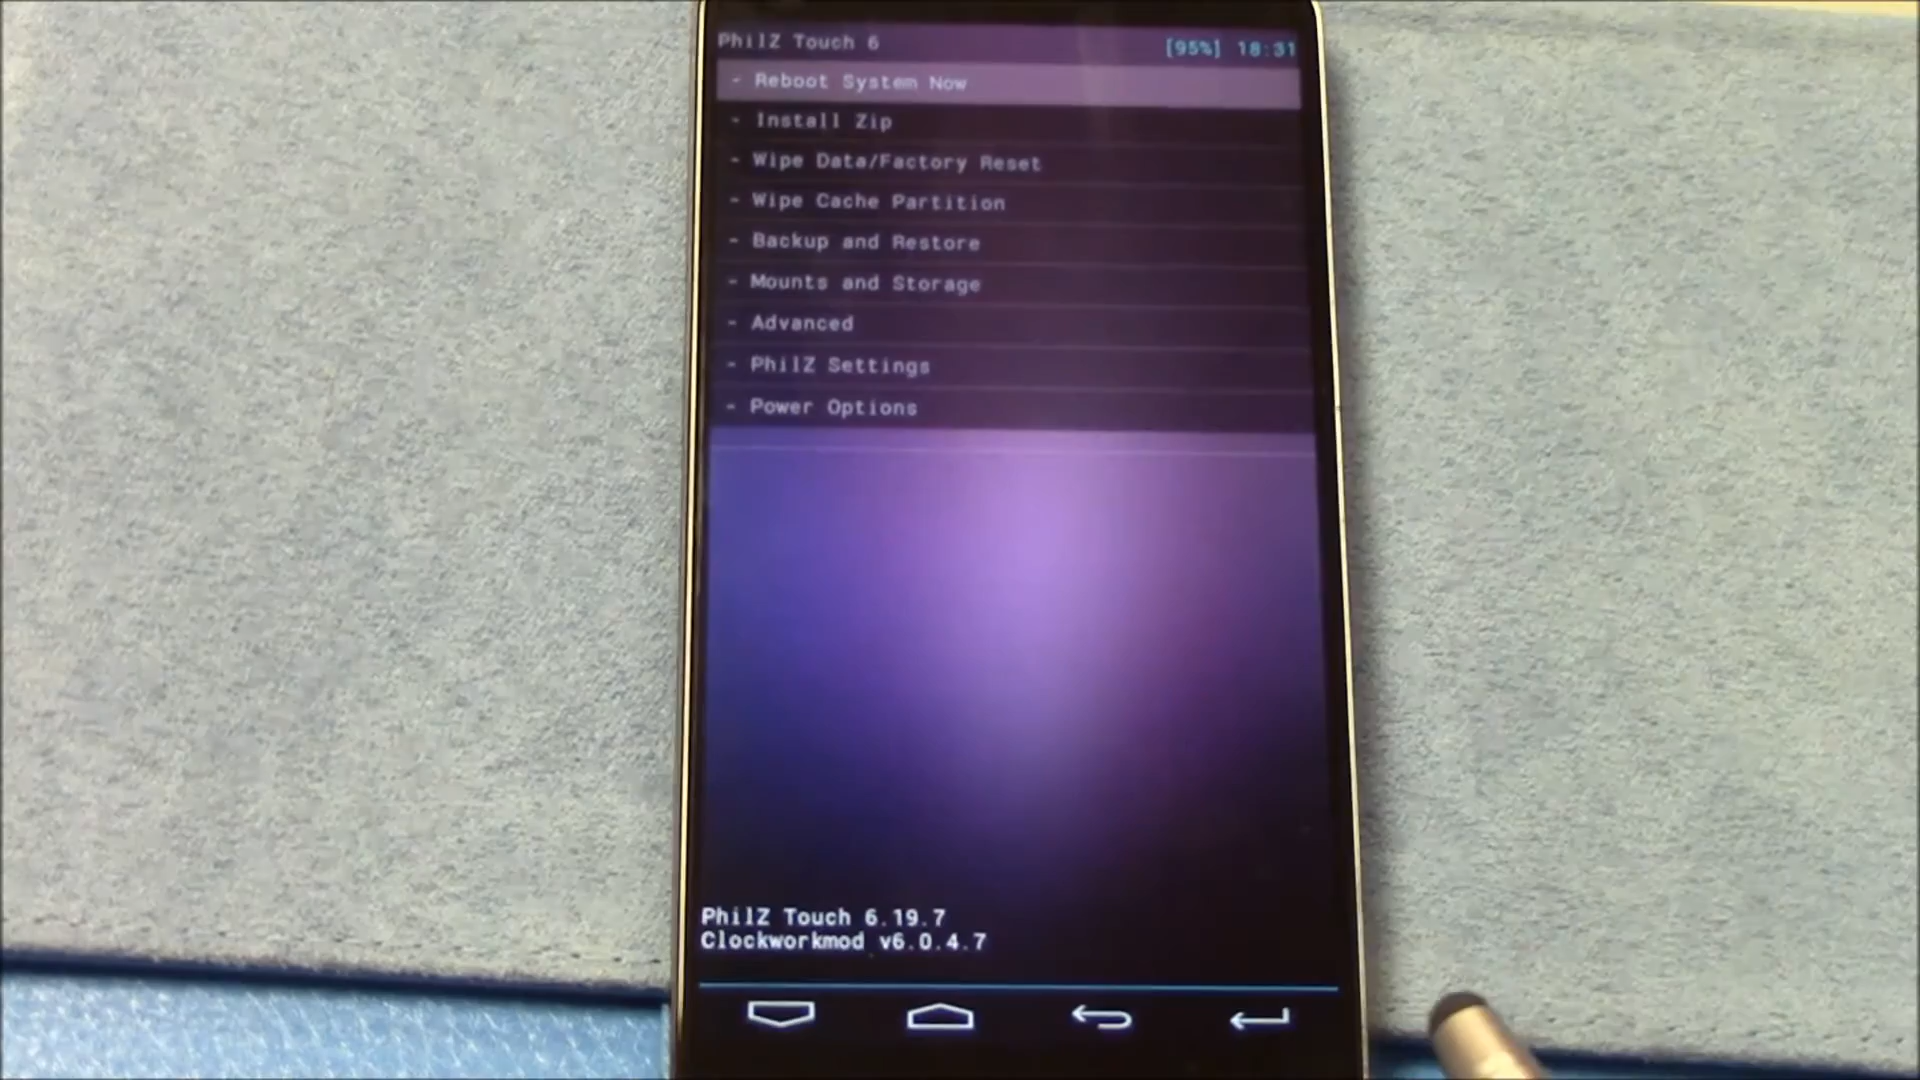 PhilZ Touch 6
[95%] 18:31
- Reboot System Now
- Install Zip
- Wipe Data/Factory Reset
- Wipe Cache Partition
- Backup and Restore
- Mounts and Storage
- Advanced
- PhilZ Settings
- Power Options
PhilZ Touch 6.19.7
Clockworkmod v6.0.4.7